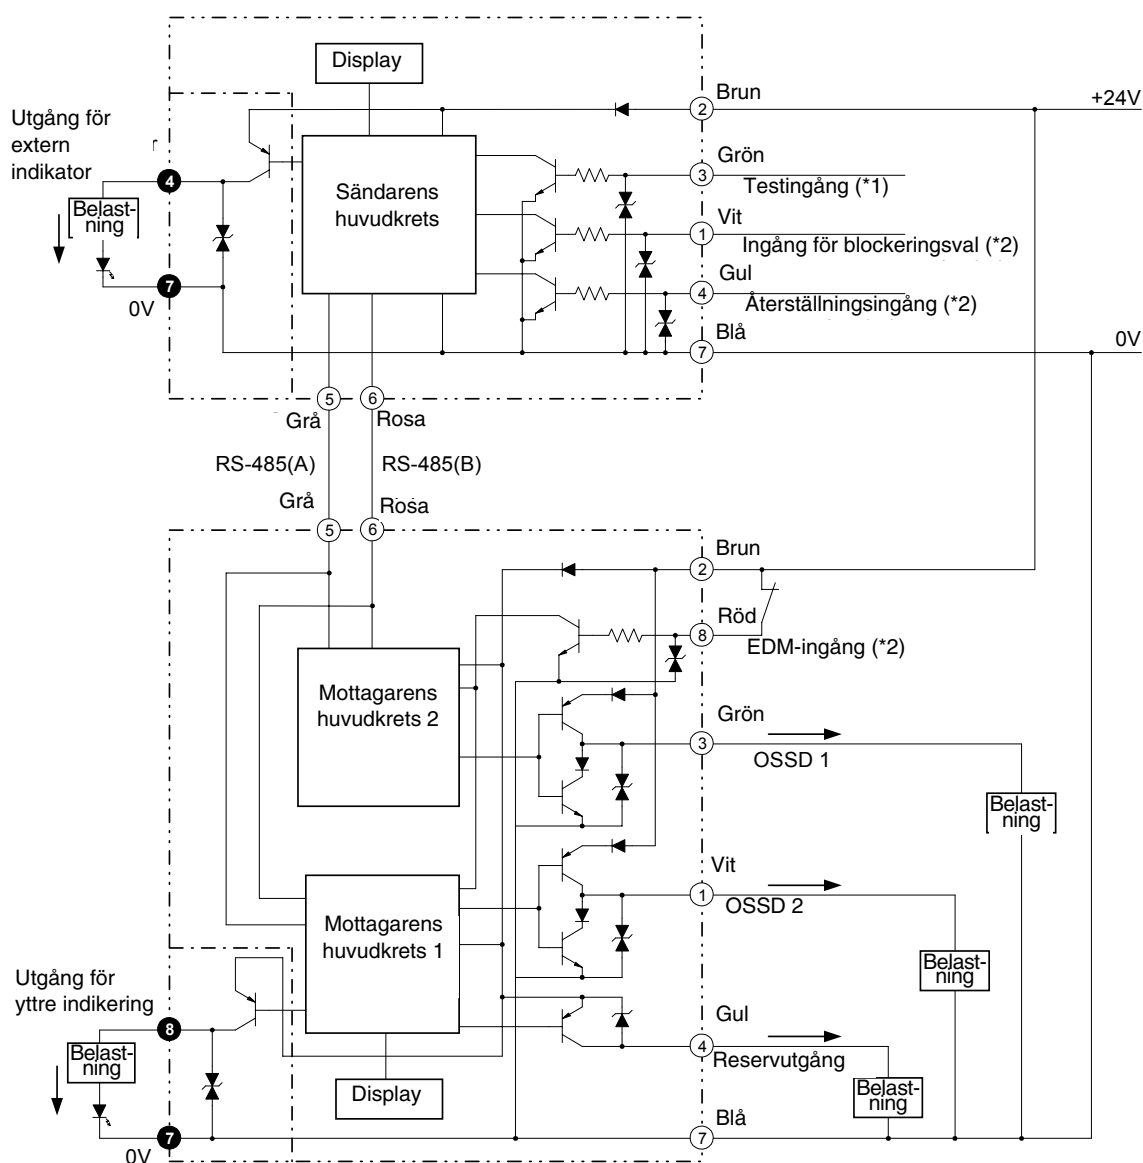 Display
Brun
2
+24V
Utgång för
extern
indikator
Sändarens
huvudkrets
Grön
3
Testingång (*1)
4
Belast-
ning
Vit
1
Ingång för blockeringsval (*2)
Gul
4
Återställningsingång (*2)
7
0V
Blå
7
0V
5
6
Grå
Rosa
RS-485(A)
RS-485(B)
Grå
Rosa
5
6
Brun
2
Röd
8
EDM-ingång (*2)
Mottagarens
huvudkrets 2
Grön
3
OSSD 1
Belast-
ning
Vit
1
OSSD 2
Mottagarens
huvudkrets 1
Belast-
ning
Utgång för
yttre indikering
8
Gul
4
Reservutgång
Belast-
ning
Display
Belast-
ning
Blå
7
7
0V